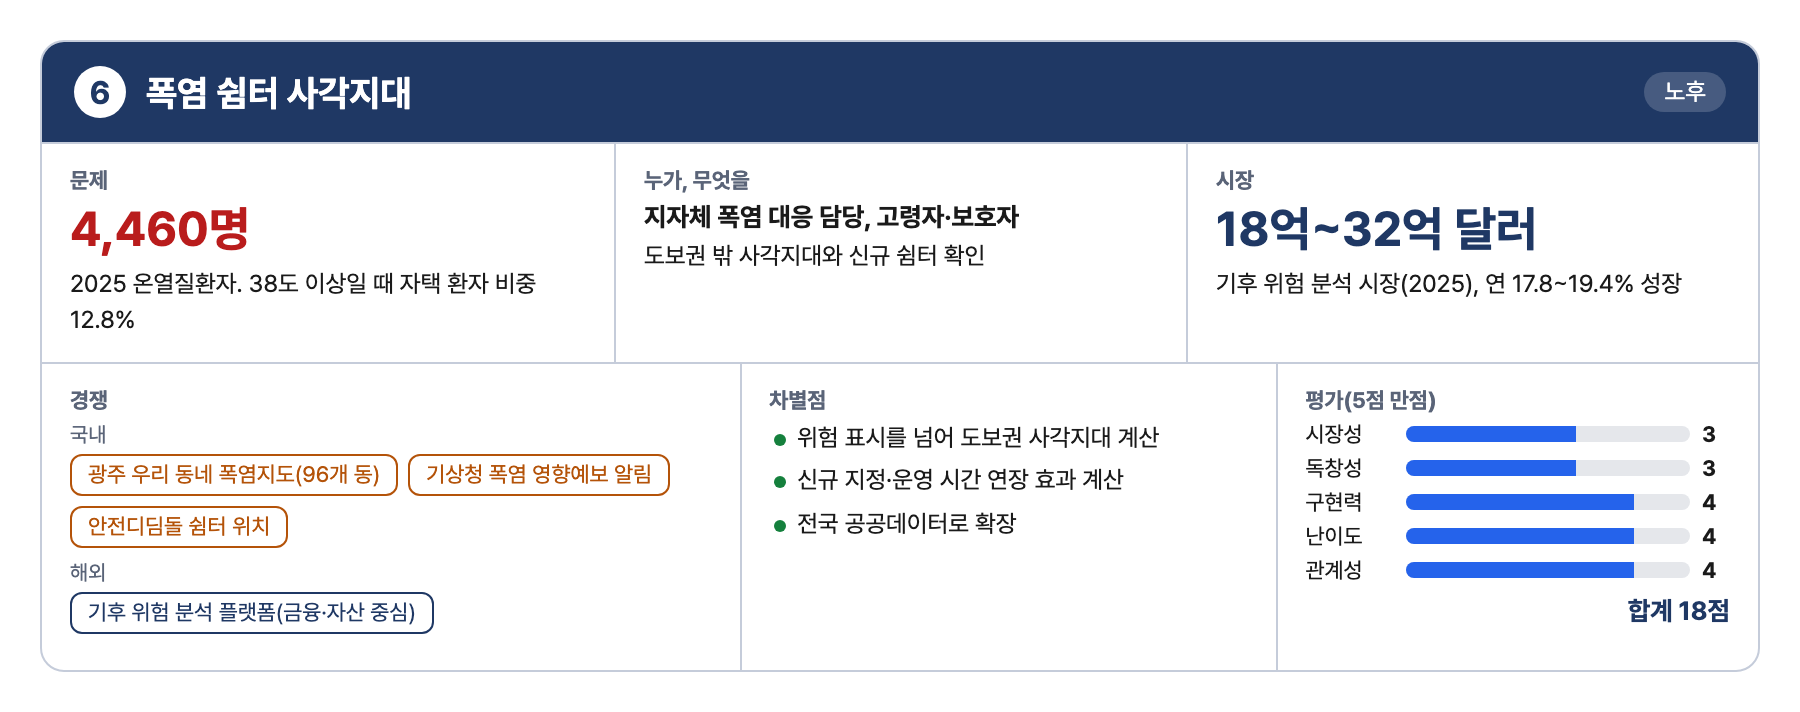 6 폭염 쉼터 사각지대
노후
문제
4,460명
2025 온열질환자. 38도 이상일 때 자택 환자 비중
12.8%
누가, 무엇을
지자체 폭염 대응 담당, 고령자·보호자
도보권 밖 사각지대와 신규 쉼터 확인
시장
18억~32억 달러
기후 위험 분석 시장(2025), 연 17.8~19.4% 성장
경쟁
국내
광주 우리 동네 폭염지도(96개 동)
기상청 폭염 영향예보 알림
안전디딤돌 쉼터 위치
해외
기후 위험 분석 플랫폼(금융·자산 중심)
차별점
위험 표시를 넘어 도보권 사각지대 계산
신규 지정·운영 시간 연장 효과 계산
전국 공공데이터로 확장
평가(5점 만점)
시장성 3
독창성 3
구현력 4
난이도 4
관계성 4
합계 18점